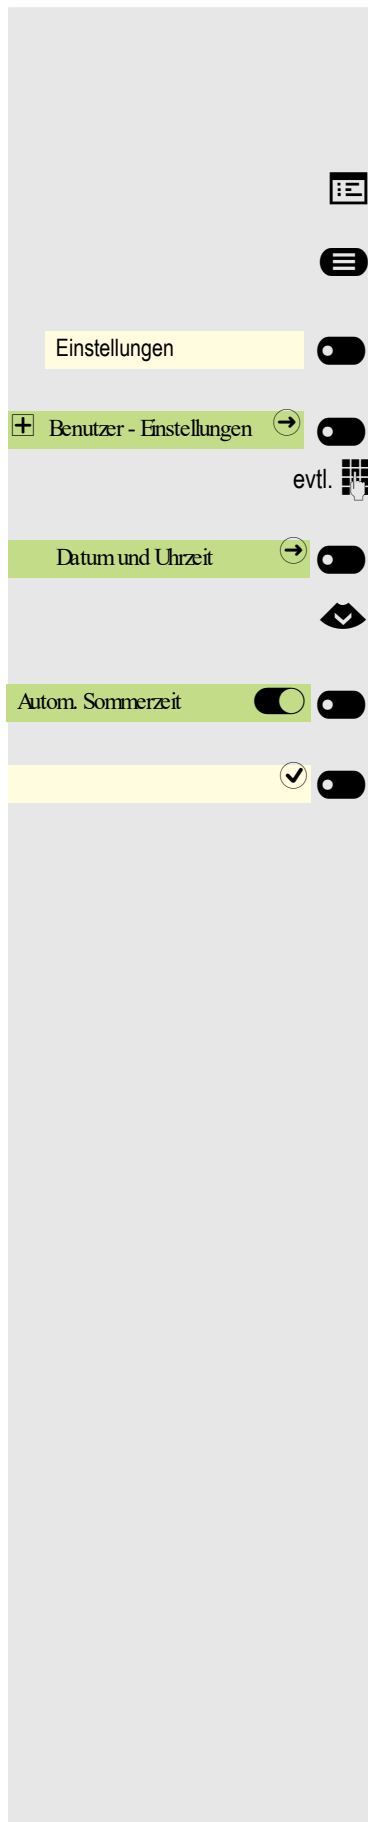 Einstellungen
Benutzer - Einstellungen
evtl.
Datum und Uhrzeit
Autom. Sommerzeit